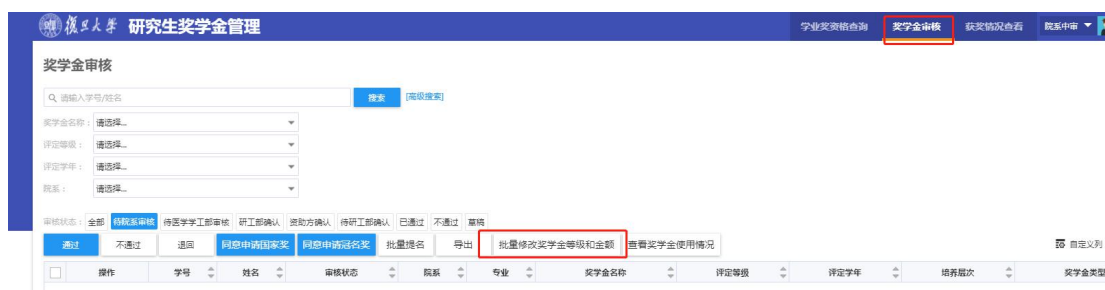 復旦大學 研究生奖学金管理 学业奖资格查询 奖学金审核 获奖情况查看 院系中审
奖学金审核
请输入学号/姓名 搜索 [高级搜索]
奖学金名称： 请选择...
评定等级： 请选择...
评定学年： 请选择...
院系： 请选择...
审核状态： 全部 待院系审核 待医学学工部审核 研工部确认 资助方确认 待研工部确认 已通过 不通过 草稿
通过 不通过 退回 同意申请国家奖 同意申请冠名奖 批量提名 导出 批量修改奖学金等级和金额 查看奖学金使用情况 自定义列
操作 学号 姓名 审核状态 院系 专业 奖学金名称 评定等级 评定学年 培养层次 奖学金类型